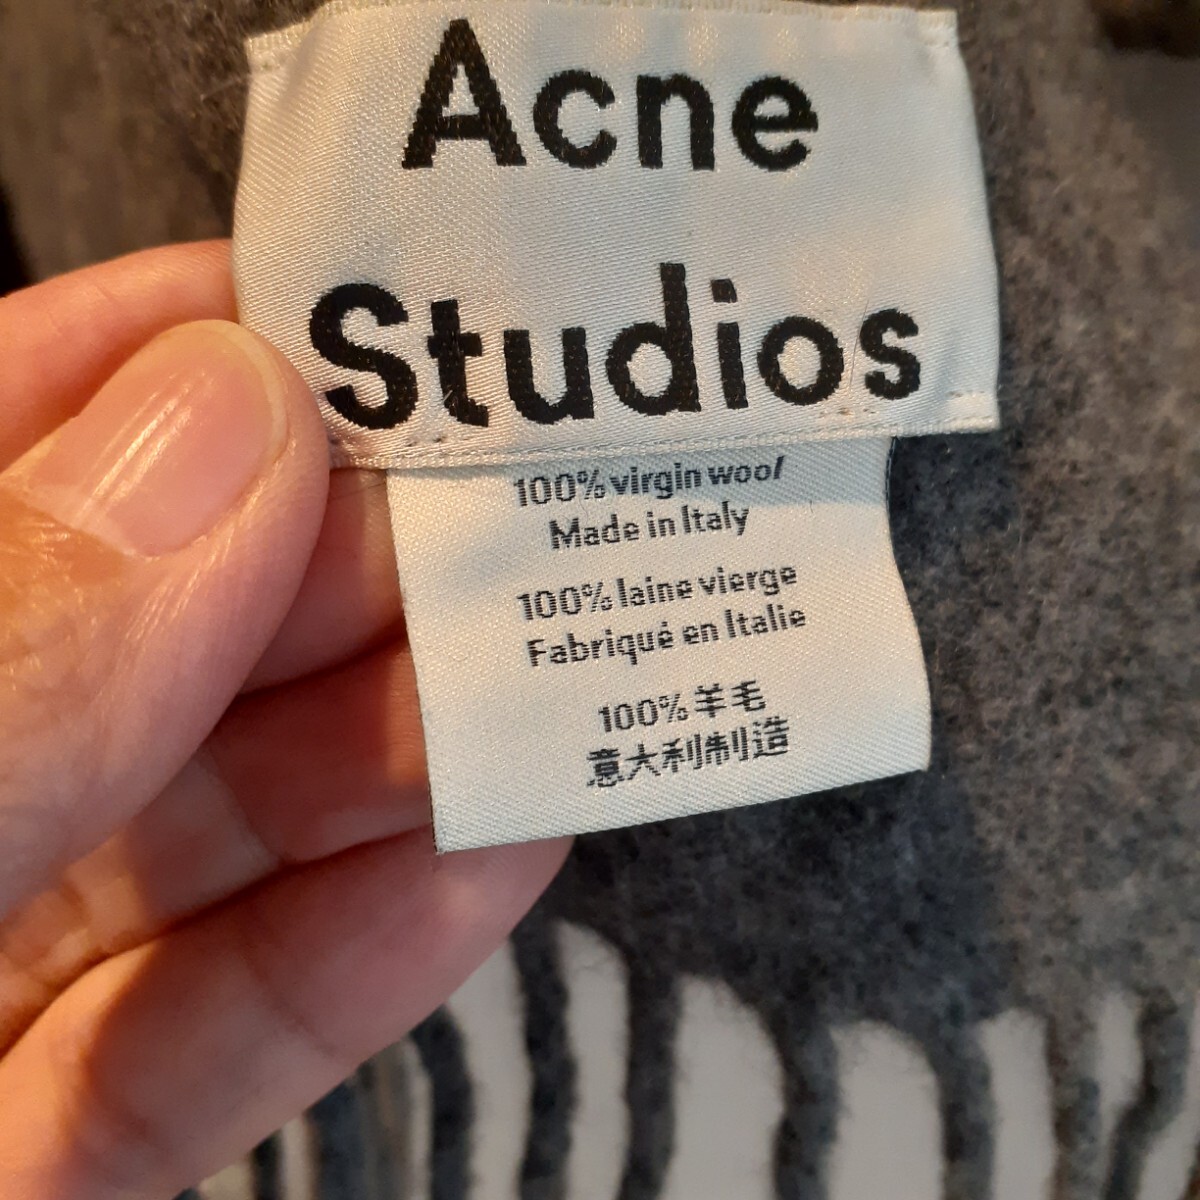 Acne
Studios
100% virgin wool
Made in Italy
100% laine vierge
Fabriqué en Italie
100% 羊毛
意大利制造